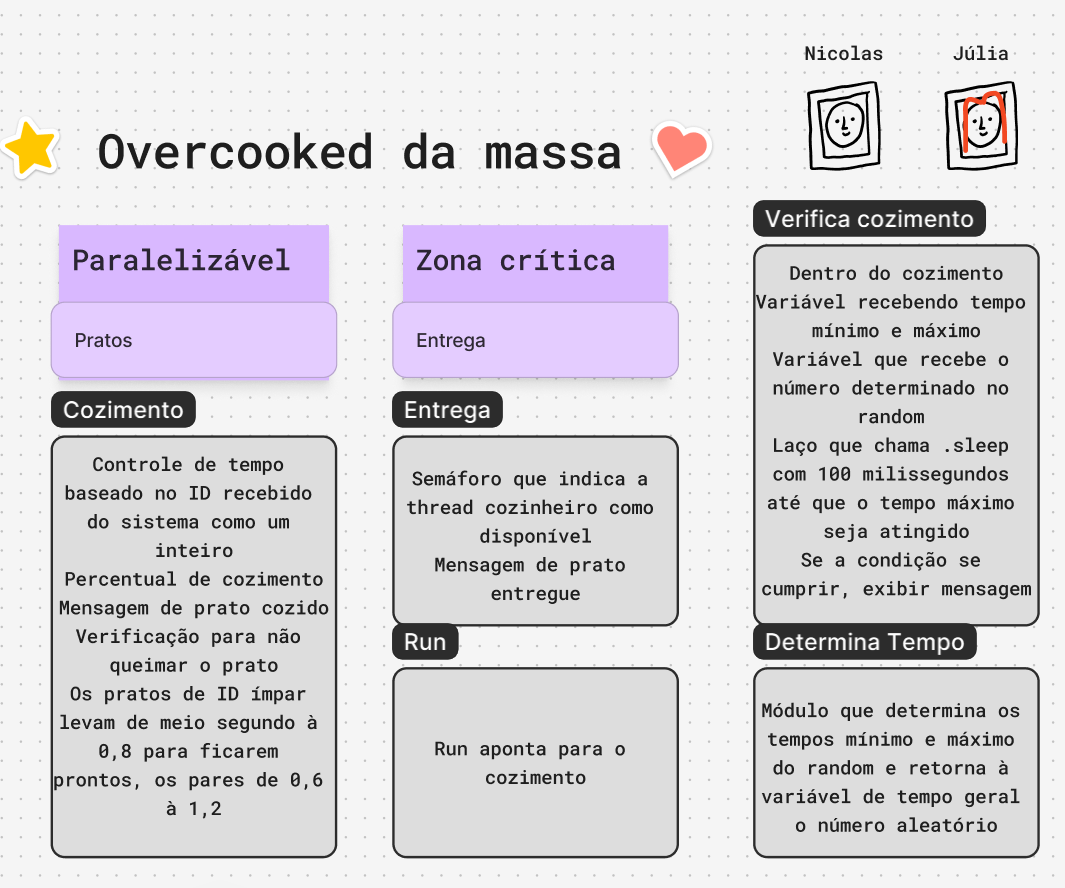 Nicolas
Júlia
Overcooked da massa
Paralelizável
Pratos
Cozimento
Controle de tempo
baseado no ID recebido
do sistema como um
inteiro
Percentual de cozimento
Mensagem de prato cozido
Verificação para não
queimar o prato
Os pratos de ID ímpar
levam de meio segundo à
0,8 para ficarem
prontos, os pares de 0,6
à 1,2
Zona crítica
Entrega
Entrega
Semáforo que indica a
thread cozinheiro como
disponível
Mensagem de prato
entregue
Run
Run aponta para o
cozimento
Verifica cozimento
Dentro do cozimento
Variável recebendo tempo
mínimo e máximo
Variável que recebe o
número determinado no
random
Laço que chama .sleep
com 100 milissegundos
até que o tempo máximo
seja atingido
Se a condição se
cumprir, exibir mensagem
Determina Tempo
Módulo que determina os
tempos mínimo e máximo
do random e retorna à
variável de tempo geral
o número aleatório